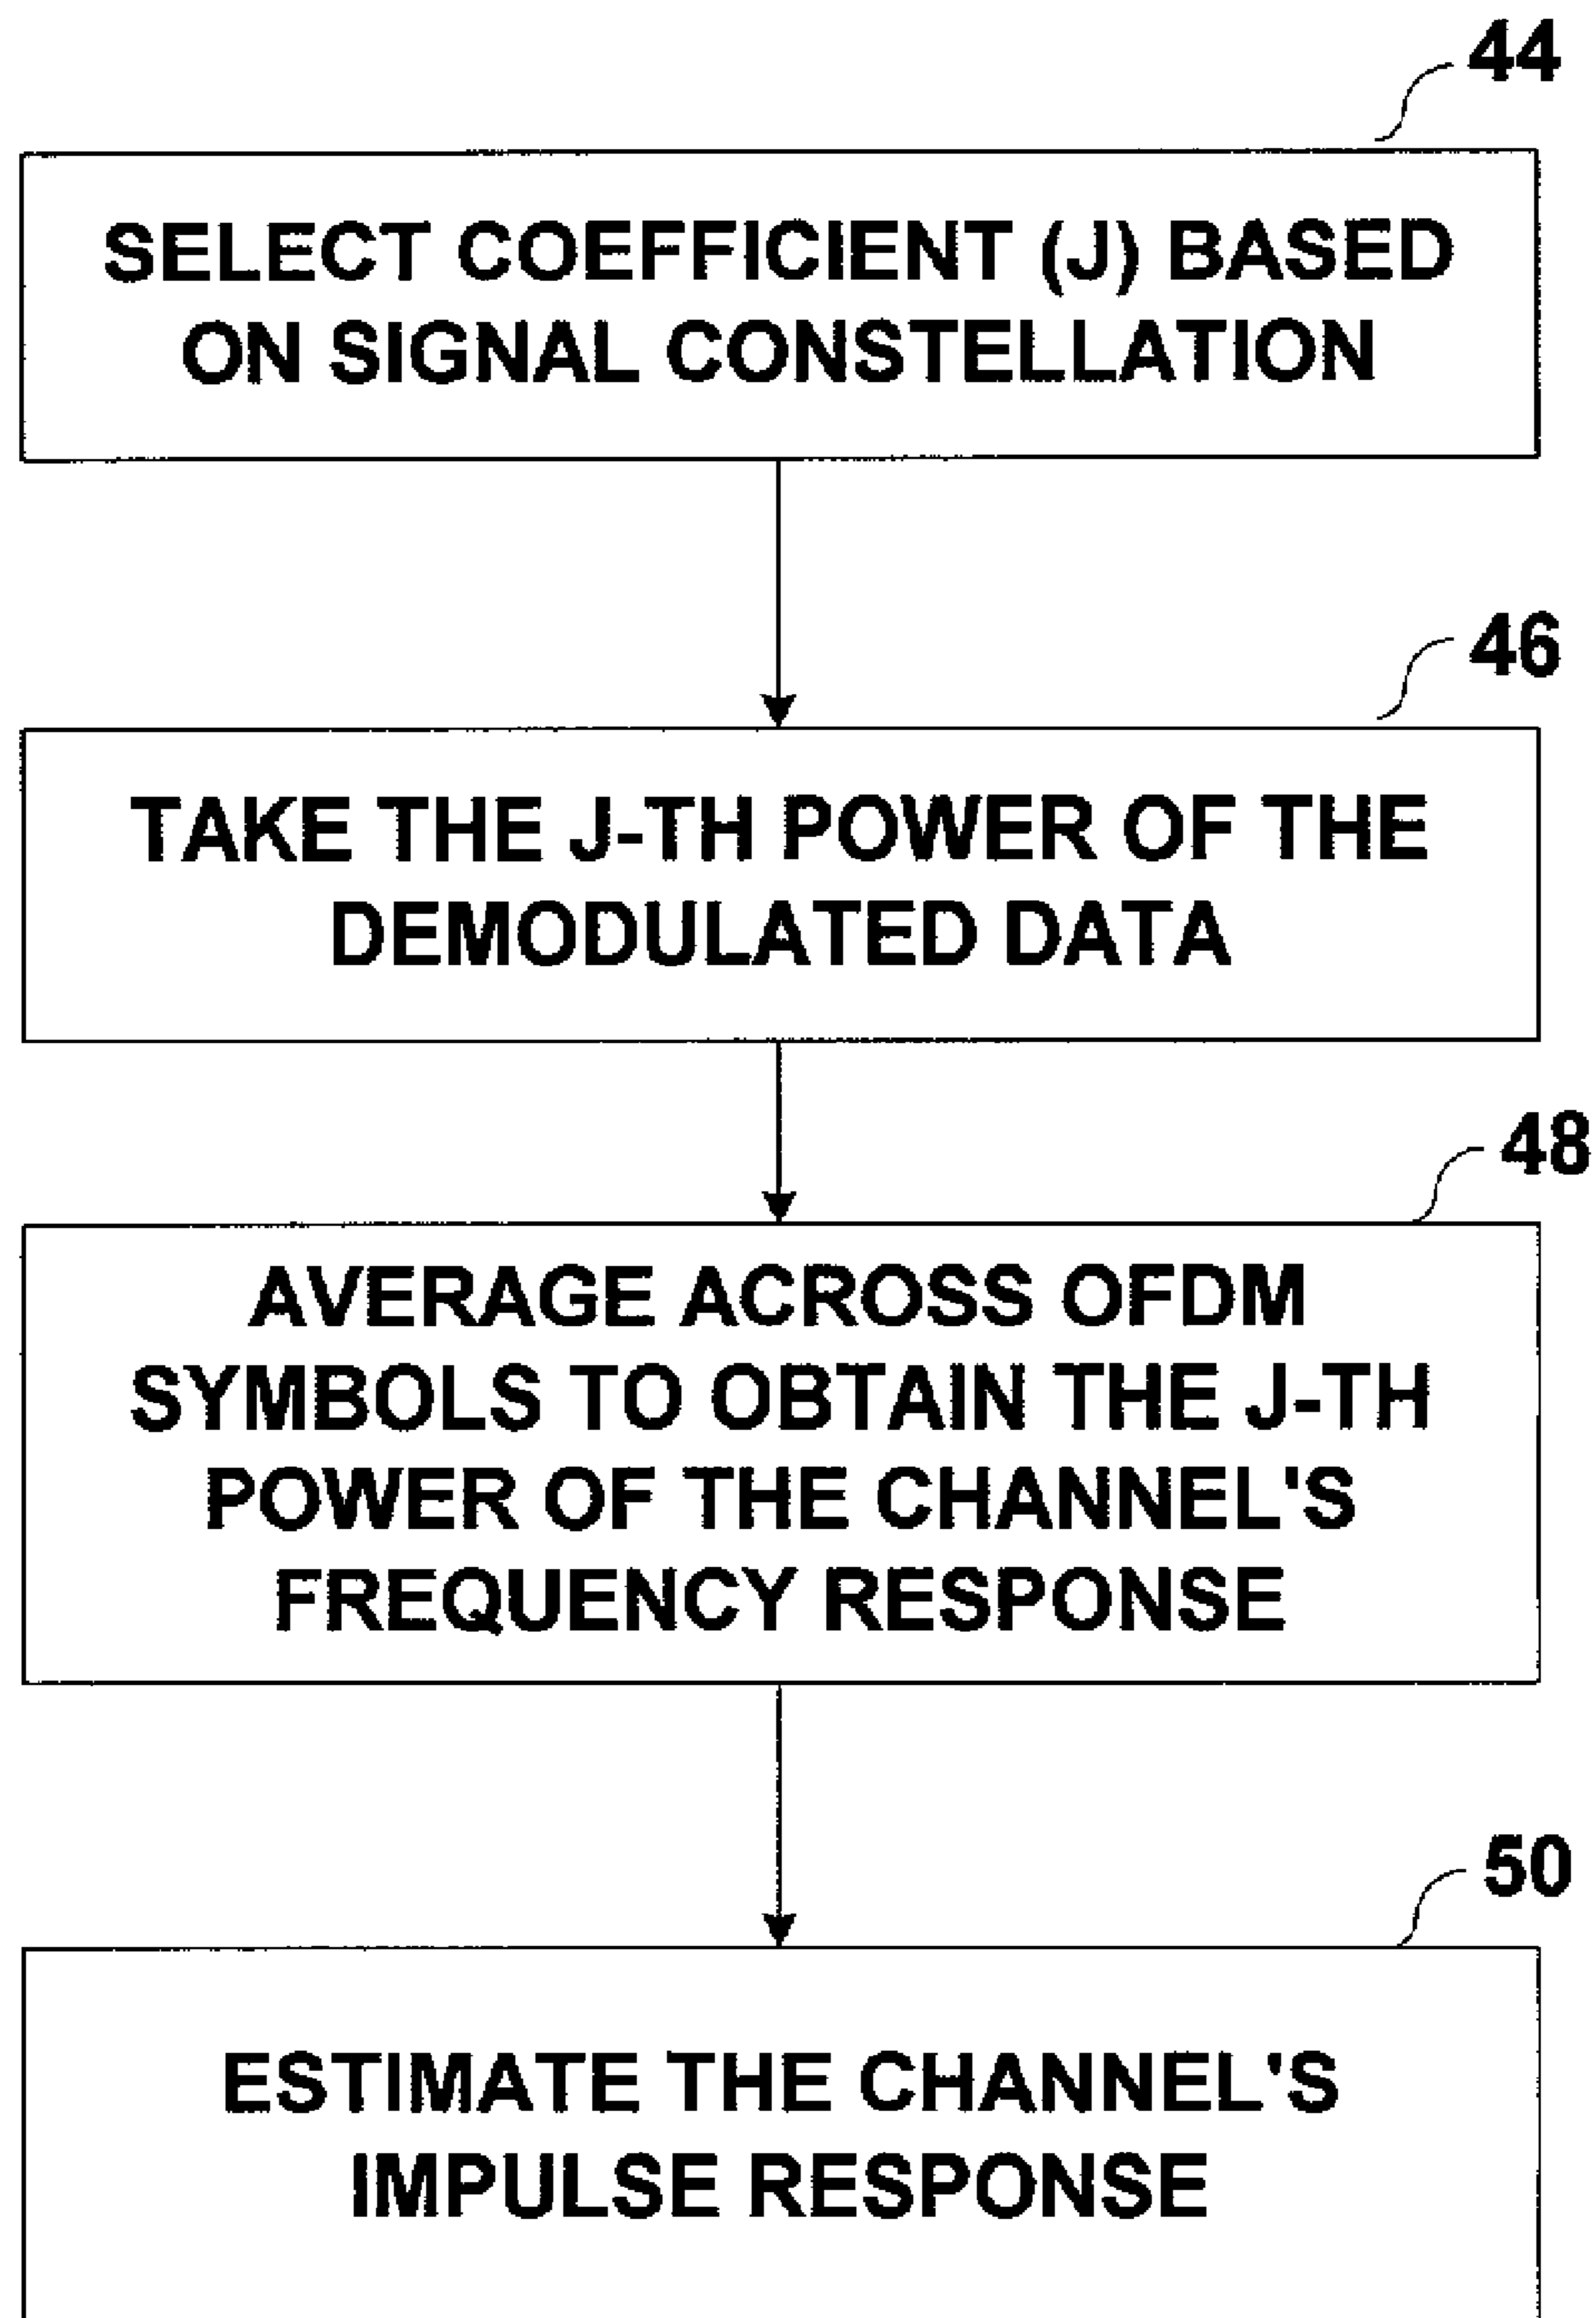 44
SELECT COEFFICIENT (J) BASED
ON SIGNAL CONSTELLATION
46
TAKE THE J-TH POWER OF THE
DEMODULATED DATA
48
AVERAGE ACROSS OFDM
SYMBOLS TO OBTAIN THE J-TH
POWER OF THE CHANNEL'S
FREQUENCY RESPONSE
50
ESTIMATE THE CHANNEL'S
IMPULSE RESPONSE